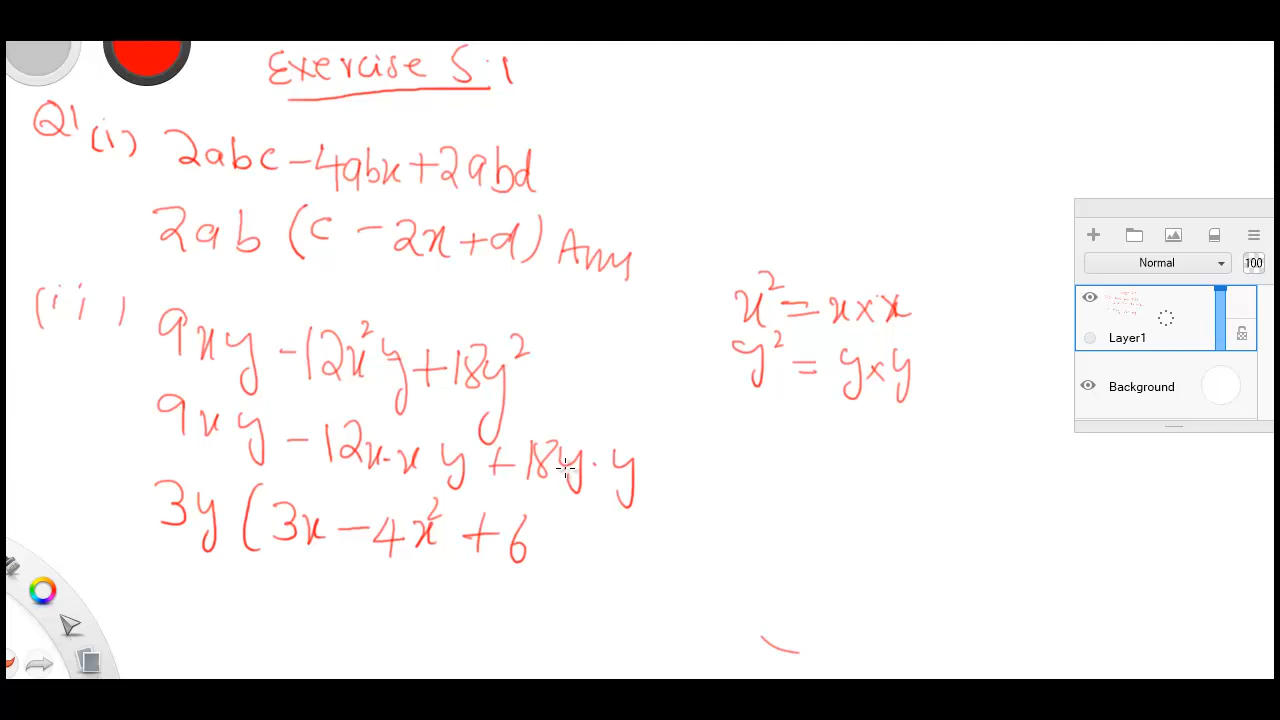 Exercise 5.1
Q1 (i) 2abc - 4abx + 2abd
2ab (c - 2x + d) Ans
(ii) 9xy - 12x²y + 18y²
9xy - 12x.x y + 18y.y
3y (3x - 4x² + 6
x² = x × x
y² = y × y
Normal
100
Layer1
Background